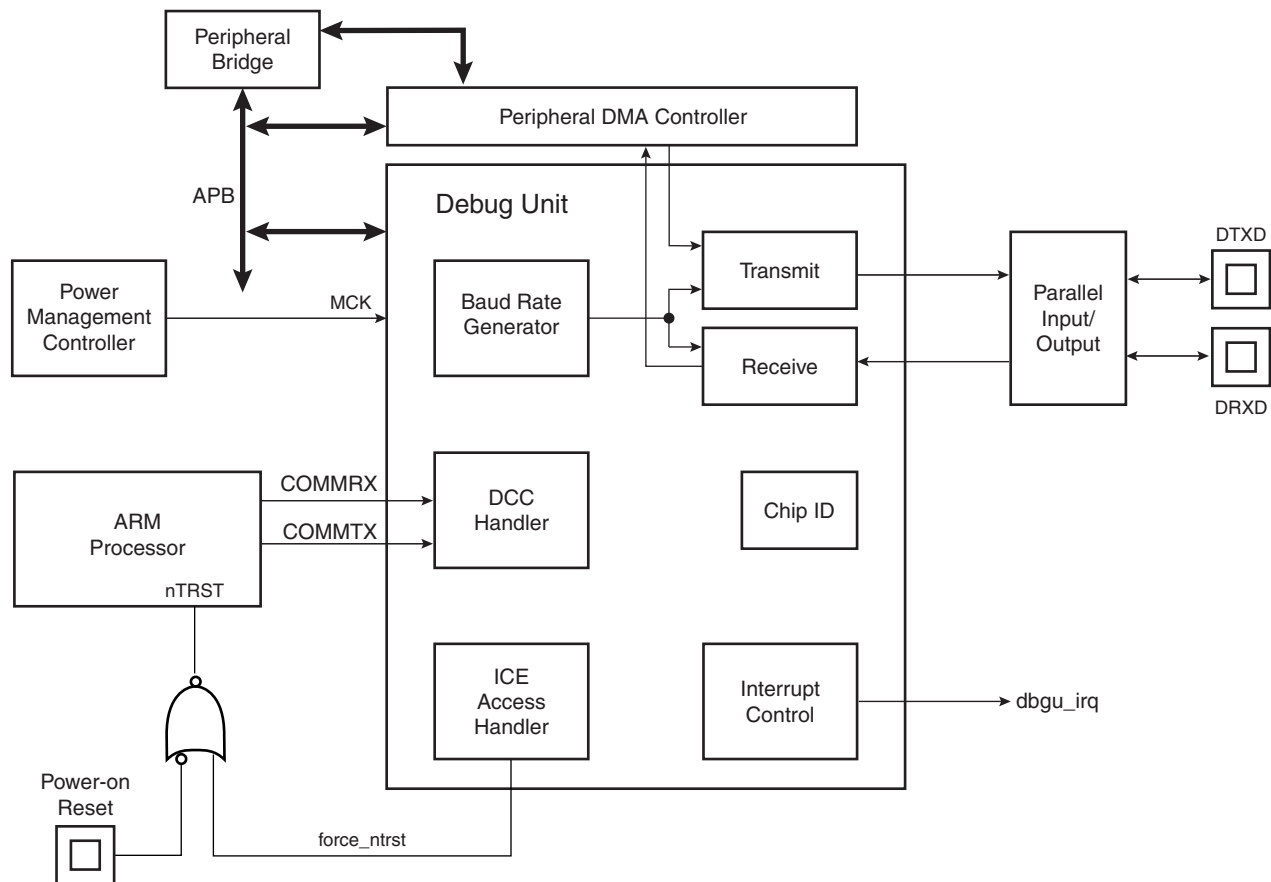 Peripheral
Bridge
Peripheral DMA Controller
APB
Debug Unit
Power
Management
Controller
MCK
Baud Rate
Generator
Transmit
Receive
Parallel
Input/
Output
DTXD
DRXD
ARM
Processor
nTRST
COMMRX
COMMTX
DCC
Handler
Chip ID
ICE
Access
Handler
Interrupt
Control
dbgu_irq
Power-on
Reset
force_ntrst